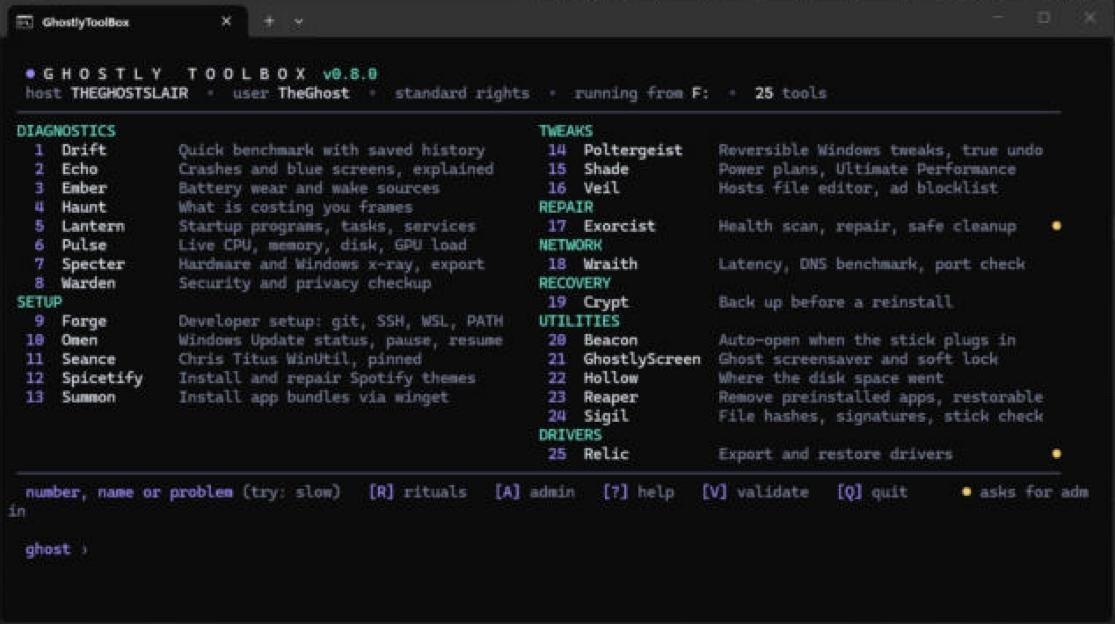 GhostlyToolBox
GHOSTLY TOOLBOX v0.8.0
host THEGHOSTSLAIR • user TheGhost • standard rights • running from F: • 25 tools
DIAGNOSTICS
1 Drift Quick benchmark with saved history
2 Echo Crashes and blue screens, explained
3 Ember Battery wear and wake sources
4 Haunt What is costing you frames
5 Lantern Startup programs, tasks, services
6 Pulse Live CPU, memory, disk, GPU load
7 Specter Hardware and Windows x-ray, export
8 Warden Security and privacy checkup
SETUP
9 Forge Developer setup: git, SSH, WSL, PATH
10 Omen Windows Update status, pause, resume
11 Seance Chris Titus WinUtil, pinned
12 Spicetify Install and repair Spotify themes
13 Summon Install app bundles via winget
TWEAKS
14 Poltergeist Reversible Windows tweaks, true undo
15 Shade Power plans, Ultimate Performance
16 Veil Hosts file editor, ad blocklist
REPAIR
17 Exorcist Health scan, repair, safe cleanup
NETWORK
18 Wraith Latency, DNS benchmark, port check
RECOVERY
19 Crypt Back up before a reinstall
UTILITIES
20 Beacon Auto-open when the stick plugs in
21 GhostlyScreen Ghost screensaver and soft lock
22 Hollow Where the disk space went
23 Reaper Remove preinstalled apps, restorable
24 Sigil File hashes, signatures, stick check
DRIVERS
25 Relic Export and restore drivers
number, name or problem (try: slow) [R] rituals [A] admin [?] help [V] validate [Q] quit • asks for adm
in
ghost ›